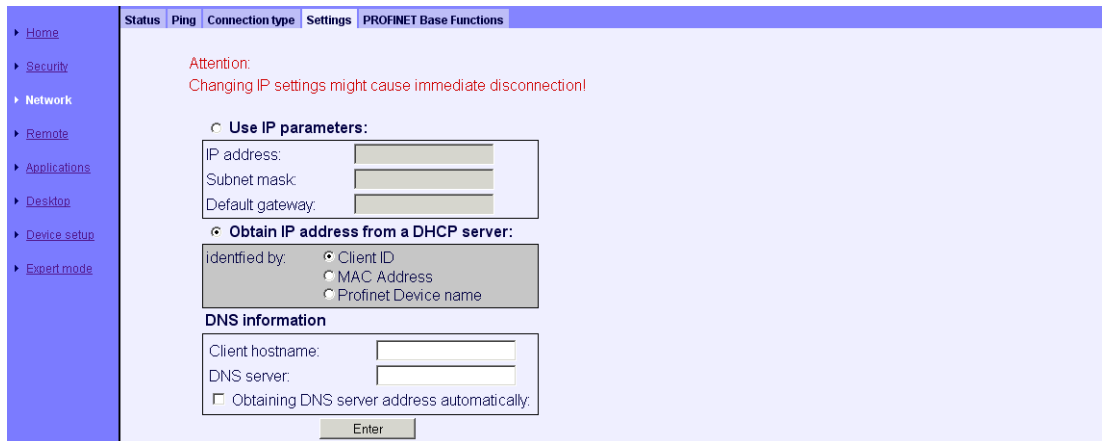 Status Ping Connection type Settings PROFINET Base Functions
Home
Security
Network
Remote
Applications
Desktop
Device setup
Expert mode
Attention:
Changing IP settings might cause immediate disconnection!
Use IP parameters:
IP address:
Subnet mask:
Default gateway:
Obtain IP address from a DHCP server:
identfied by: Client ID
MAC Address
Profinet Device name
DNS information
Client hostname:
DNS server:
Obtaining DNS server address automatically:
Enter